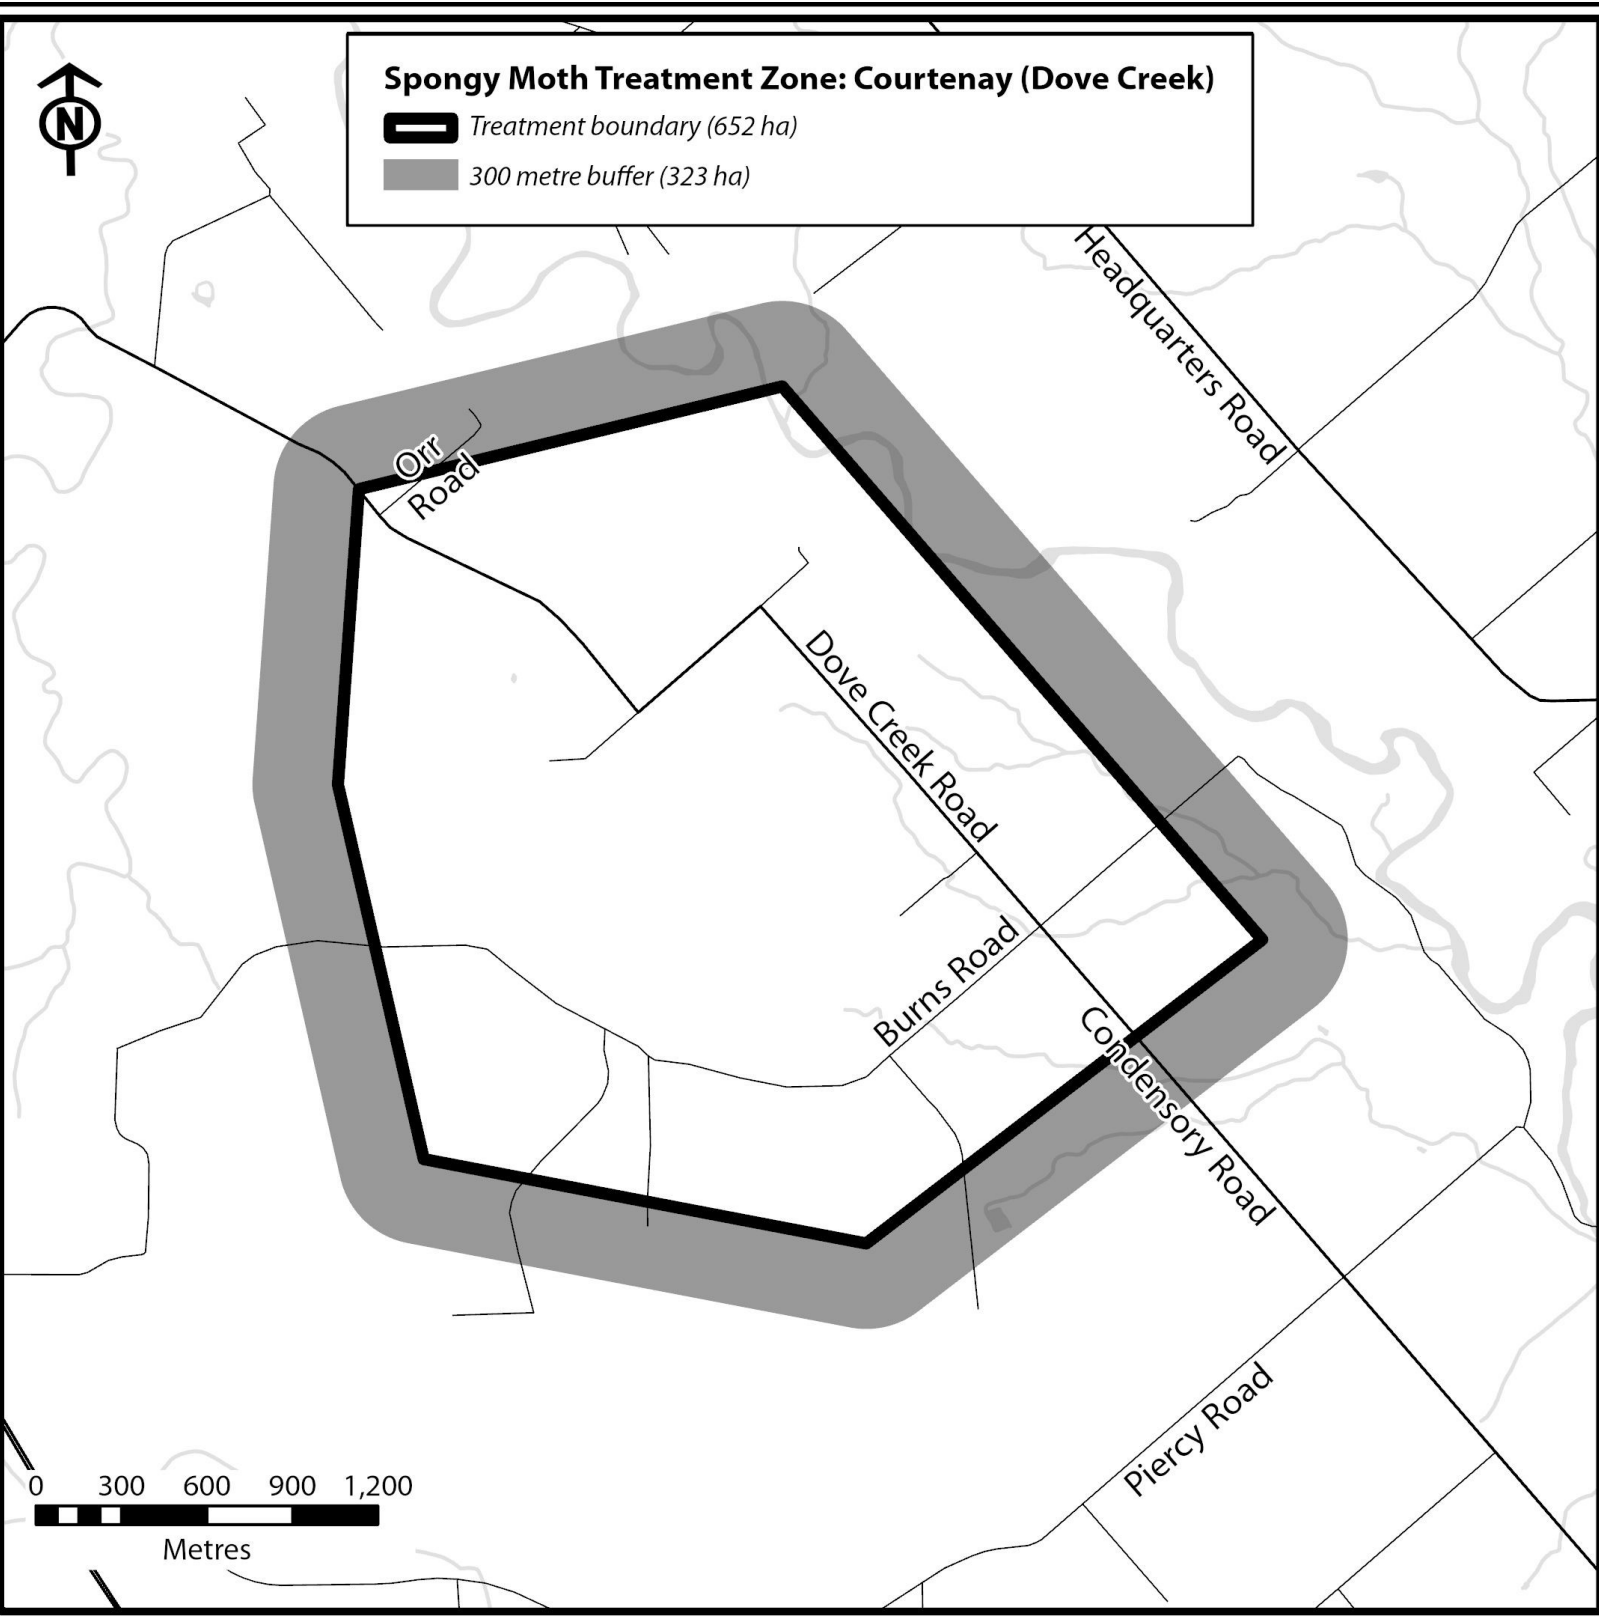 N
Spongy Moth Treatment Zone: Courtenay (Dove Creek)
Treatment boundary (652 ha)
300 metre buffer (323 ha)
Headquarters Road
Orr
Road
Dove Creek Road
Burns Road
Condensory Road
Piercy Road
0 300 600 900 1,200
Metres